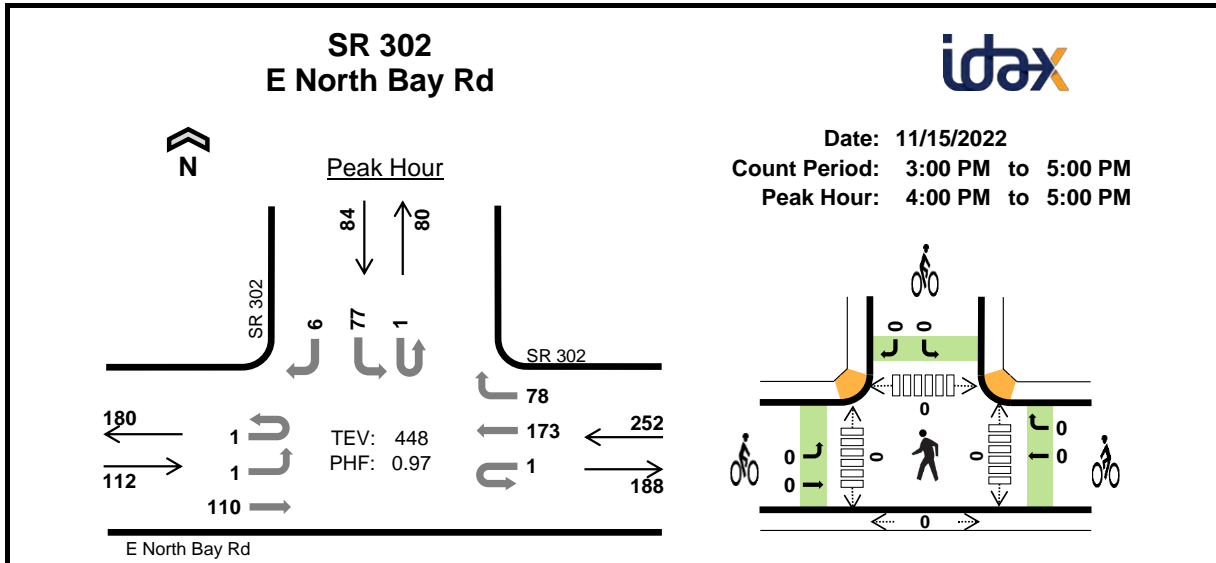 SR 302
E North Bay Rd
idax
Date: 11/15/2022
Count Period: 3:00 PM to 5:00 PM
Peak Hour: 4:00 PM to 5:00 PM
N
Peak Hour
84
80
SR 302
6
77
1
SR 302
78
173
1
252
188
180
112
1
1
110
TEV: 448
PHF: 0.97
E North Bay Rd
0
0
0
0
0
0
0
0
0
0